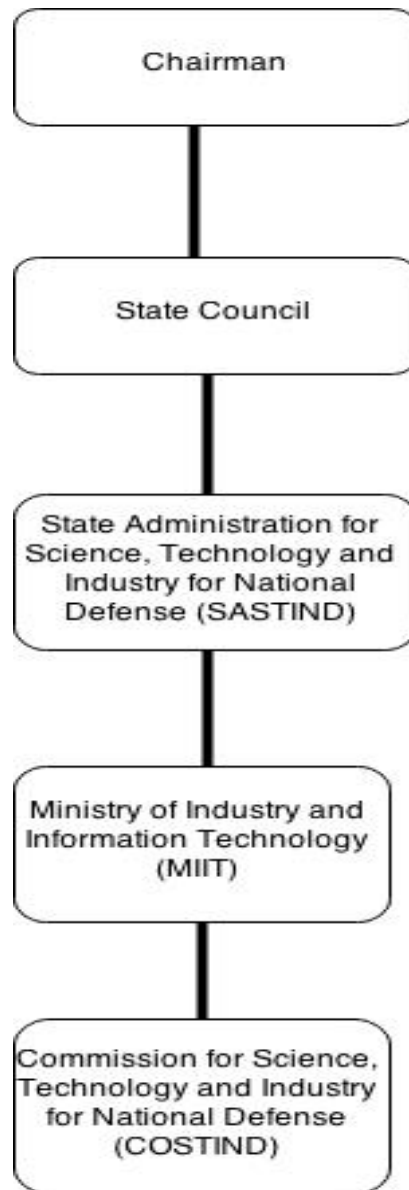 Chairman
State Council
State Administration for
Science, Technology and
Industry for National
Defense (SASTIND)
Ministry of Industry and
Information Technology
(MIIT)
Commission for Science,
Technology and Industry
for National Defense
(COSTIND)